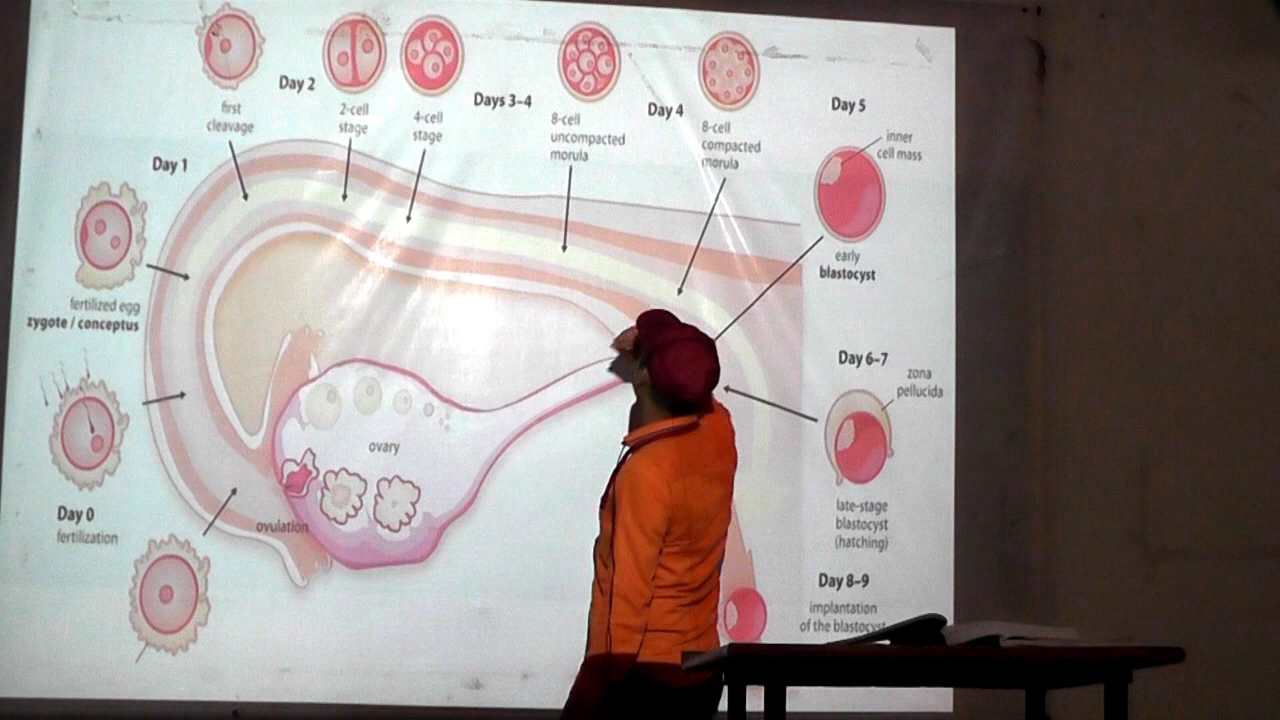 Day 2
first
cleavage
2-cell
stage
4-cell
stage
Days 3–4
8-cell
uncompacted
morula
Day 4
8-cell
compacted
morula
Day 5
inner
cell mass
early
blastocyst
Day 1
fertilized egg
zygote / conceptus
Day 0
fertilization
ovulation
ovary
Day 6–7
zona
pellucida
late-stage
blastocyst
(hatching)
Day 8–9
implantation
of the blastocyst